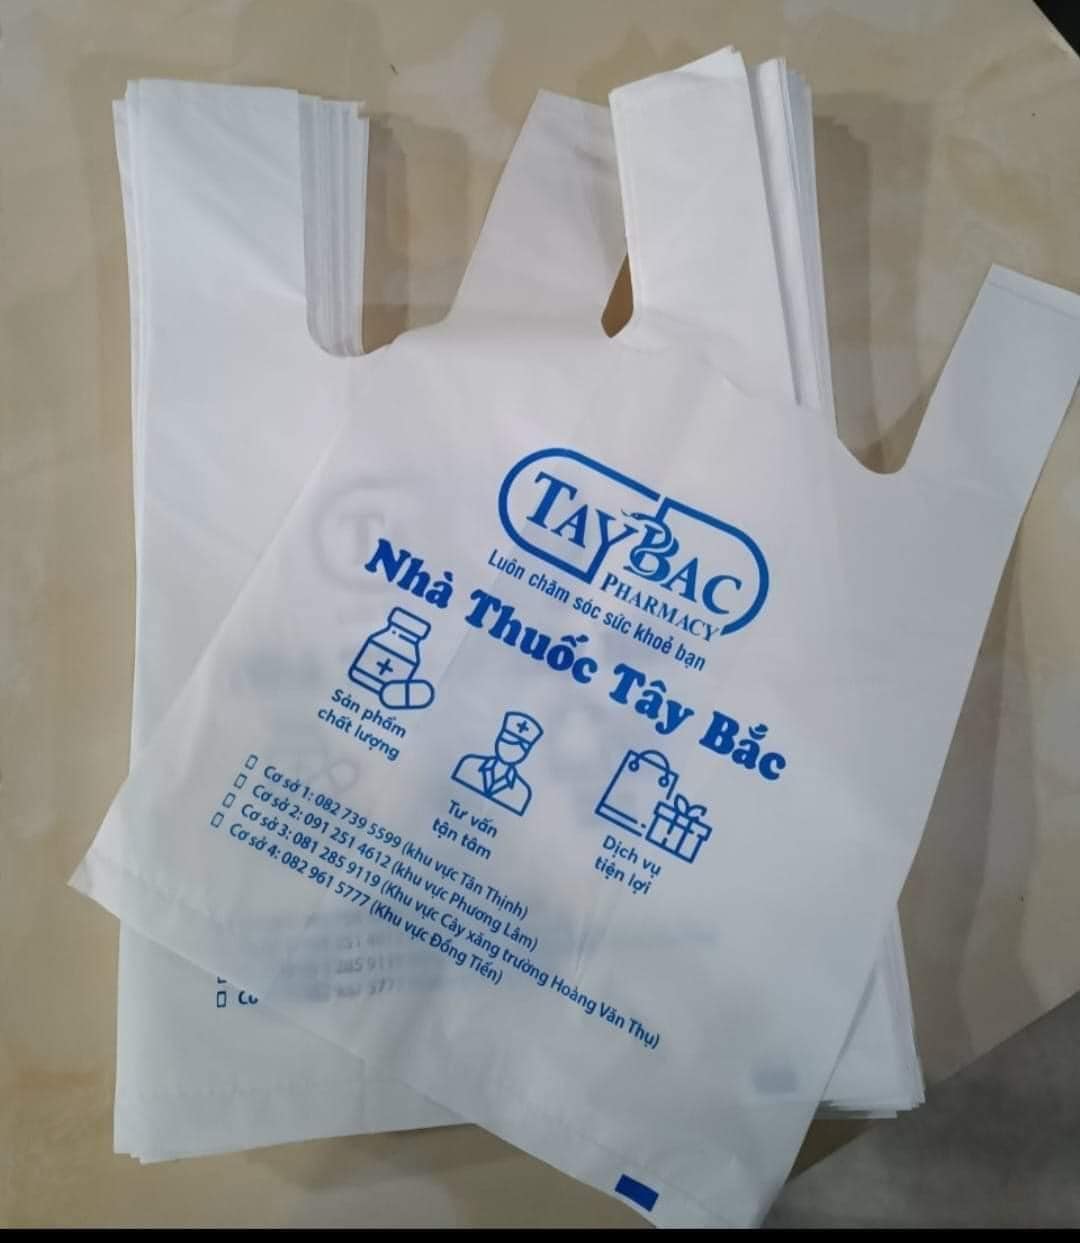 TAYBAC
PHARMACY
Luôn chăm sóc sức khoẻ bạn
Nhà Thuốc Tây Bắc
Sản phẩm
chất lượng
Tư vấn
tận tâm
Dịch vụ
tiện lợi
Cơ sở 1: 082 739 5599 (khu vực Tân Thịnh)
Cơ sở 2: 091 251 4612 (khu vực Phương Lâm)
Cơ sở 3: 081 285 9119 (Khu vực Cây xăng trường Hoàng Văn Thụ)
Cơ sở 4: 082 961 5777 (Khu vực Đồng Tiến)